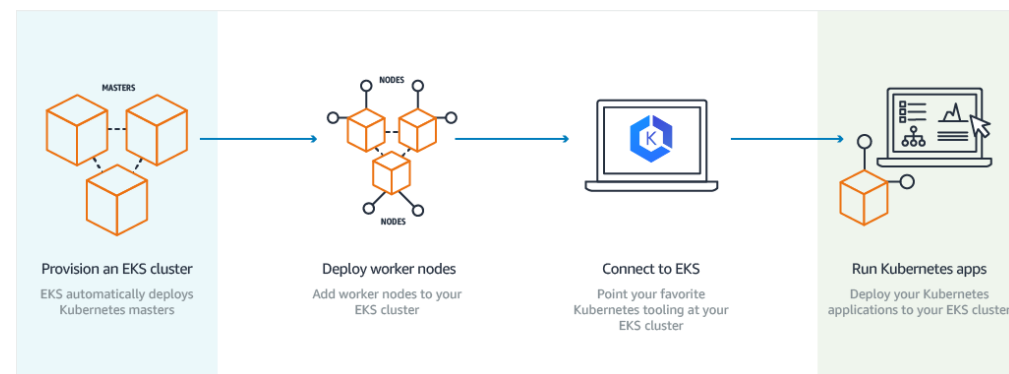 MASTERS
Provision an EKS cluster
EKS automatically deploys
Kubernetes masters
NODES
NODES
Deploy worker nodes
Add worker nodes to your
EKS cluster
K
Connect to EKS
Point your favorite
Kubernetes tooling at your
EKS cluster
Run Kubernetes apps
Deploy your Kubernetes
applications to your EKS cluster